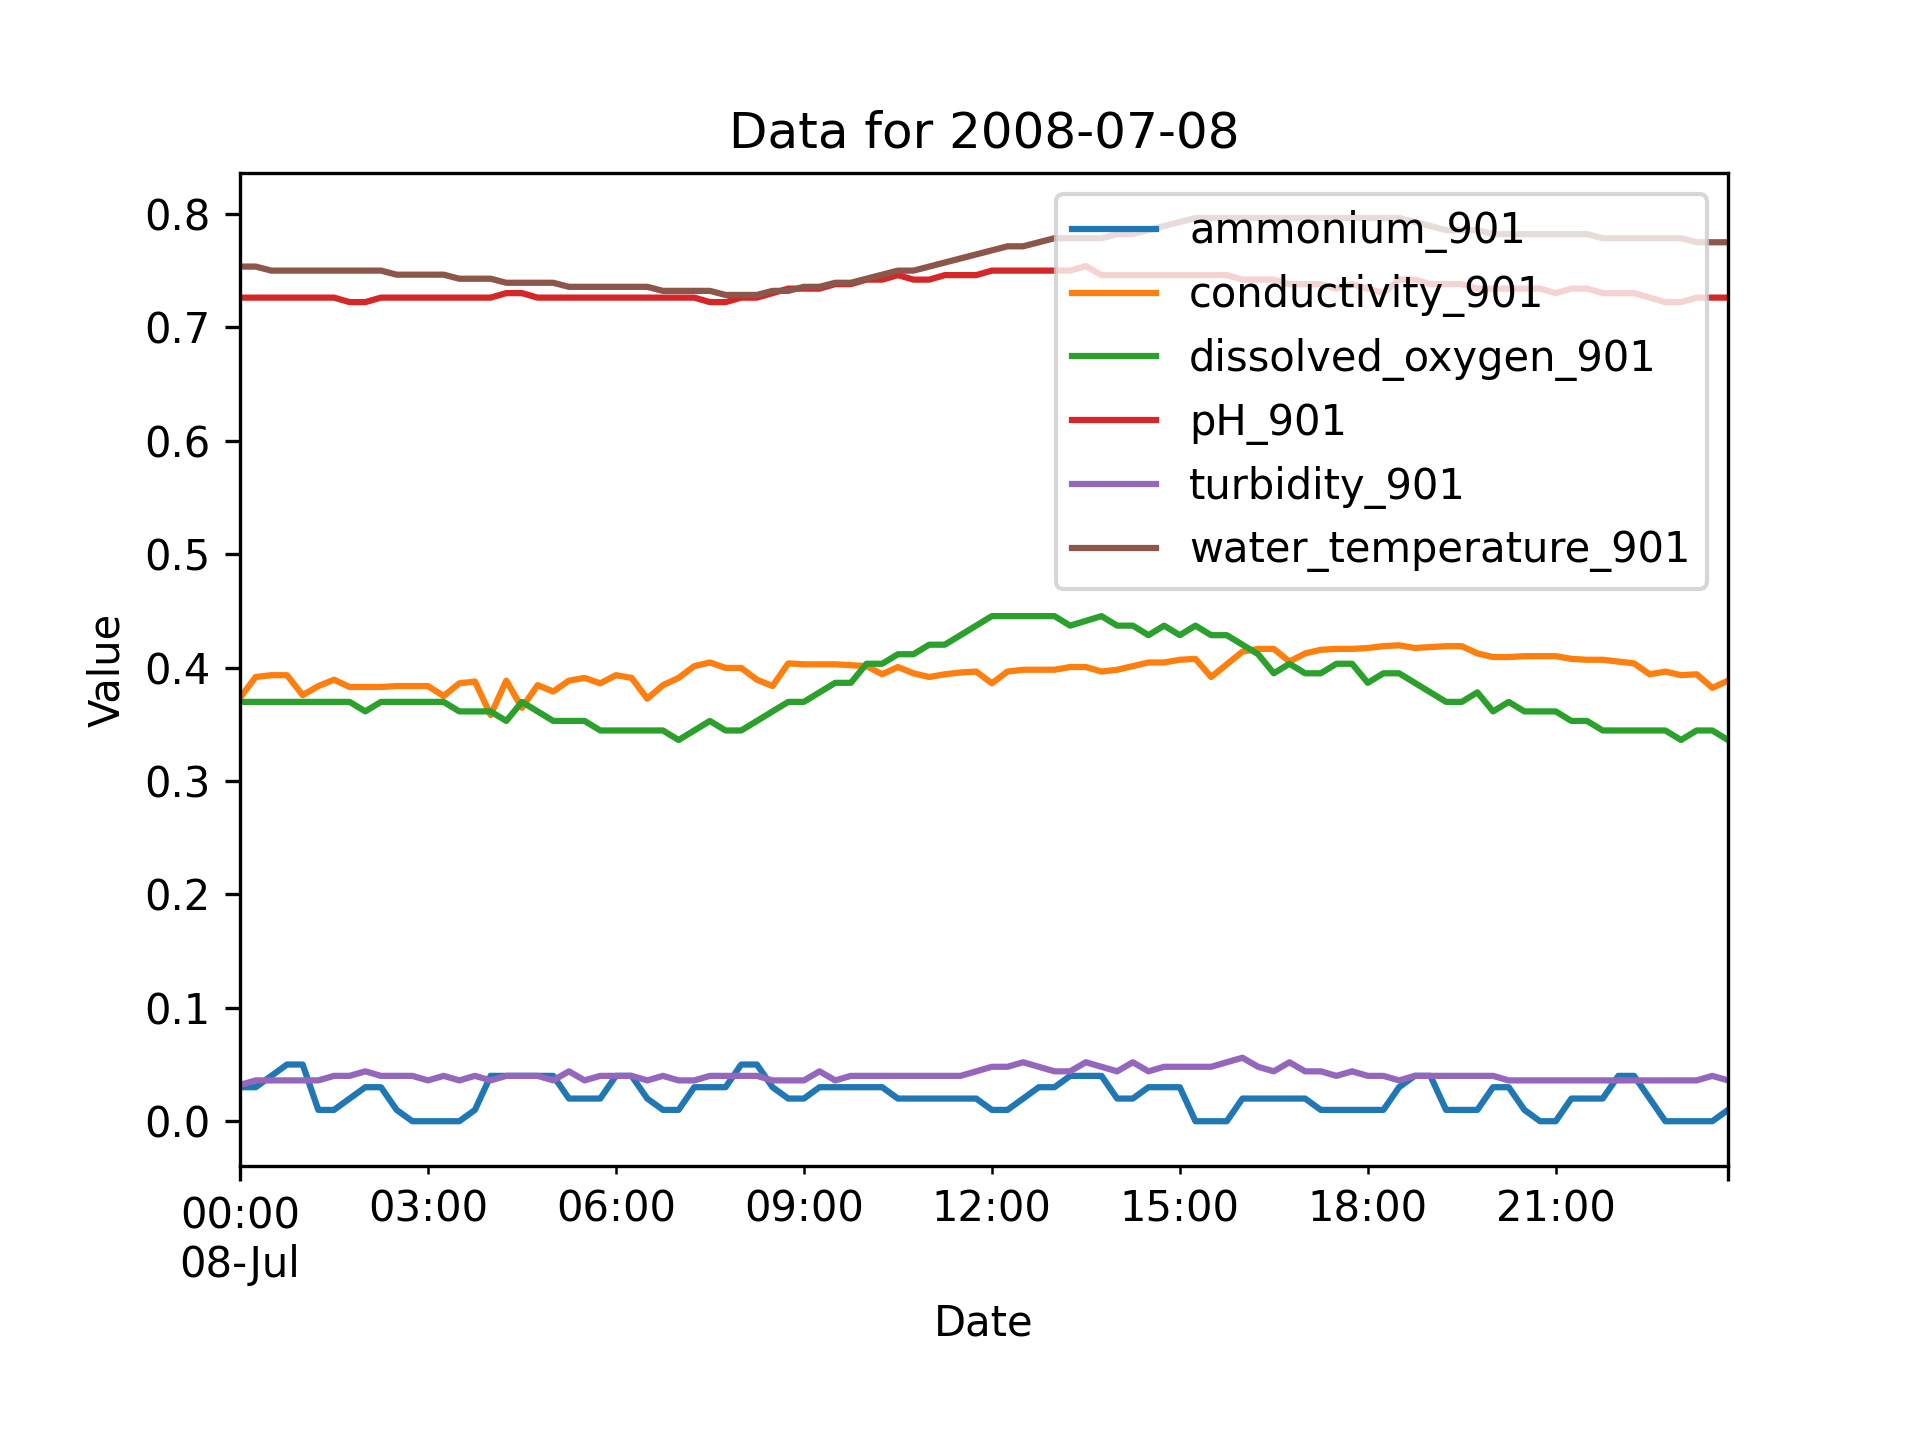 Data for 2008-07-08
0.8
0.7
0.6
0.5
0.4
0.3
0.2
0.1
0.0
Value
ammonium_901
conductivity_901
dissolved_oxygen_901
pH_901
turbidity_901
water_temperature_901
00:00 03:00 06:00 09:00 12:00 15:00 18:00 21:00
08-Jul
Date